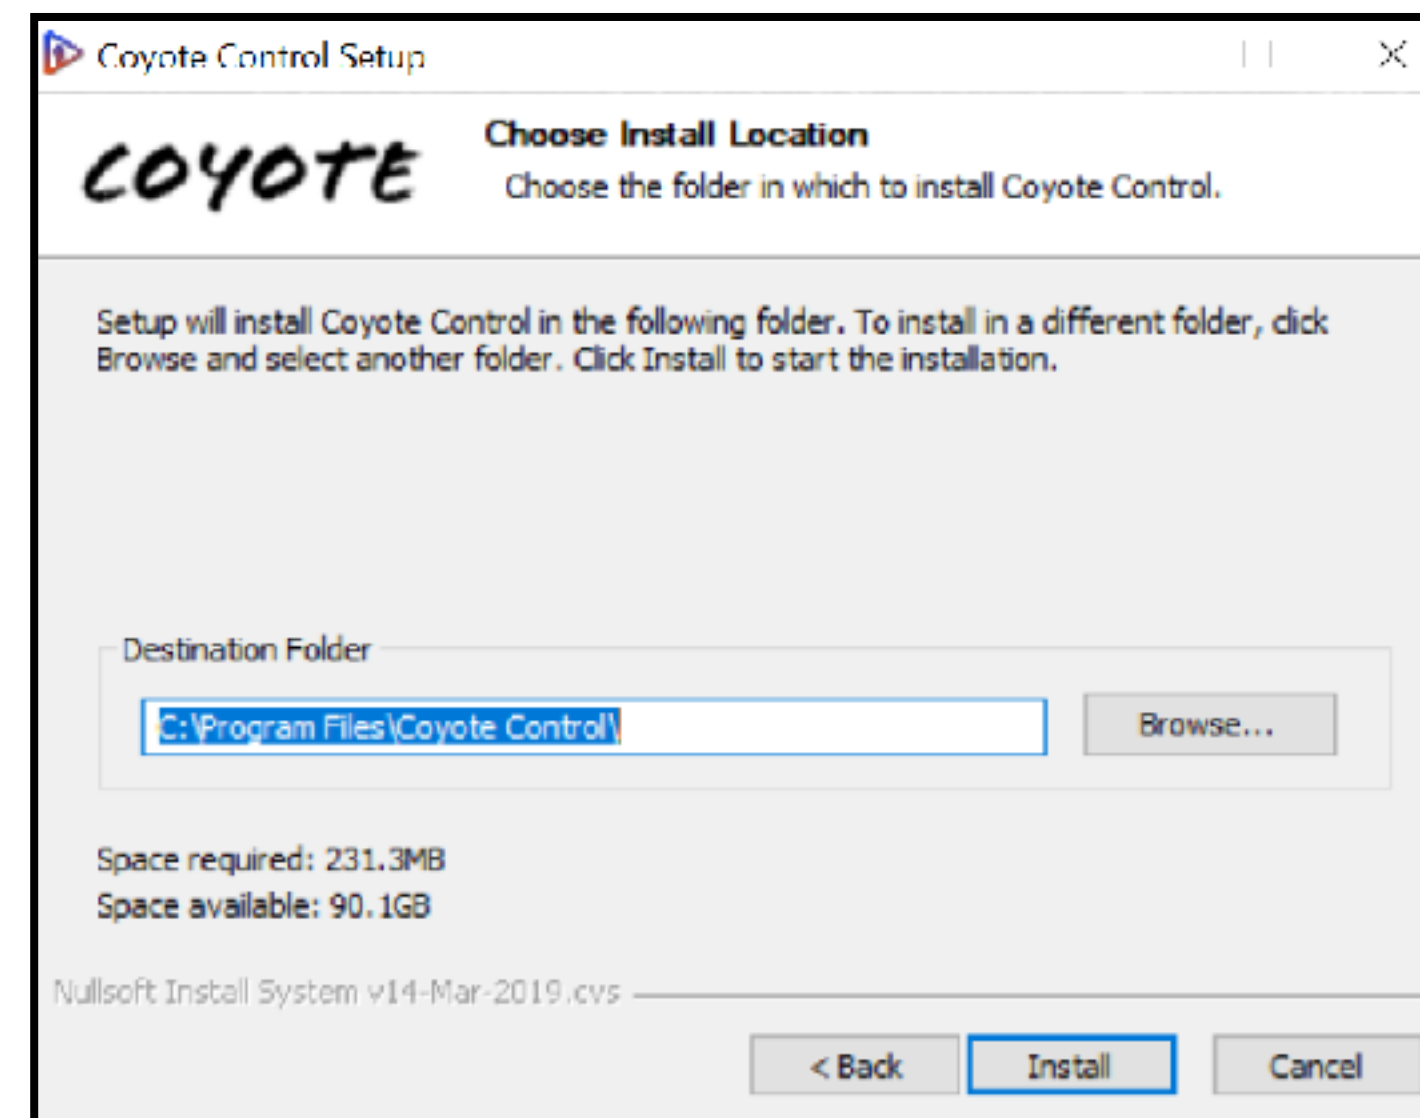 Coyote Control Setup
COYOTE
Choose Install Location
Choose the folder in which to install Coyote Control.
Setup will install Coyote Control in the following folder. To install in a different folder, click
Browse and select another folder. Click Install to start the installation.
Destination Folder
C:\Program Files\Coyote Control\
Browse...
Space required: 231.3MB
Space available: 90.1GB
Nullsoft Install System v14-Mar-2019.cvs
< Back
Install
Cancel